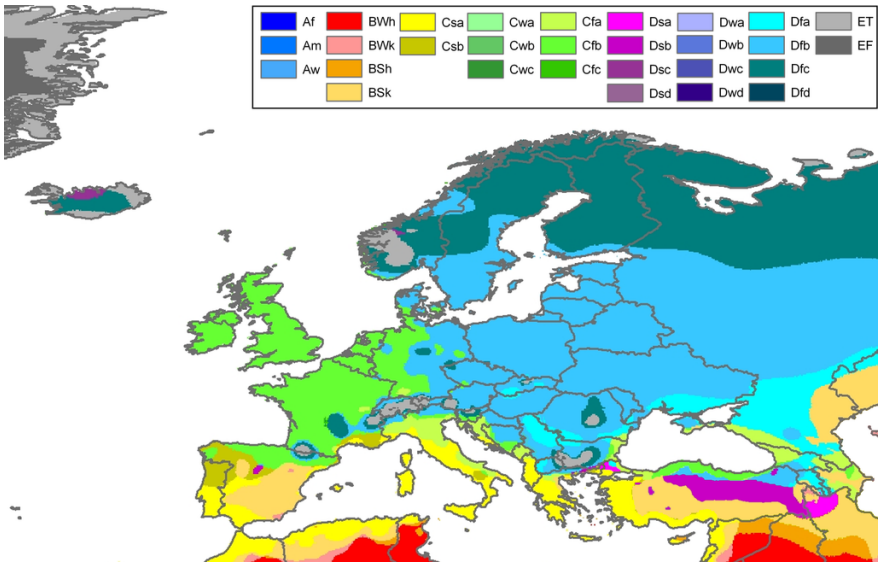 Af BWh Csa Cwa Cfa Dsa Dwa Dfa ET
Am BWk Csb Cwb Cfb Dsb Dwb Dfb EF
Aw BSh Cwc Cfc Dsc Dwc Dfc
BSk Dsd Dwd Dfd